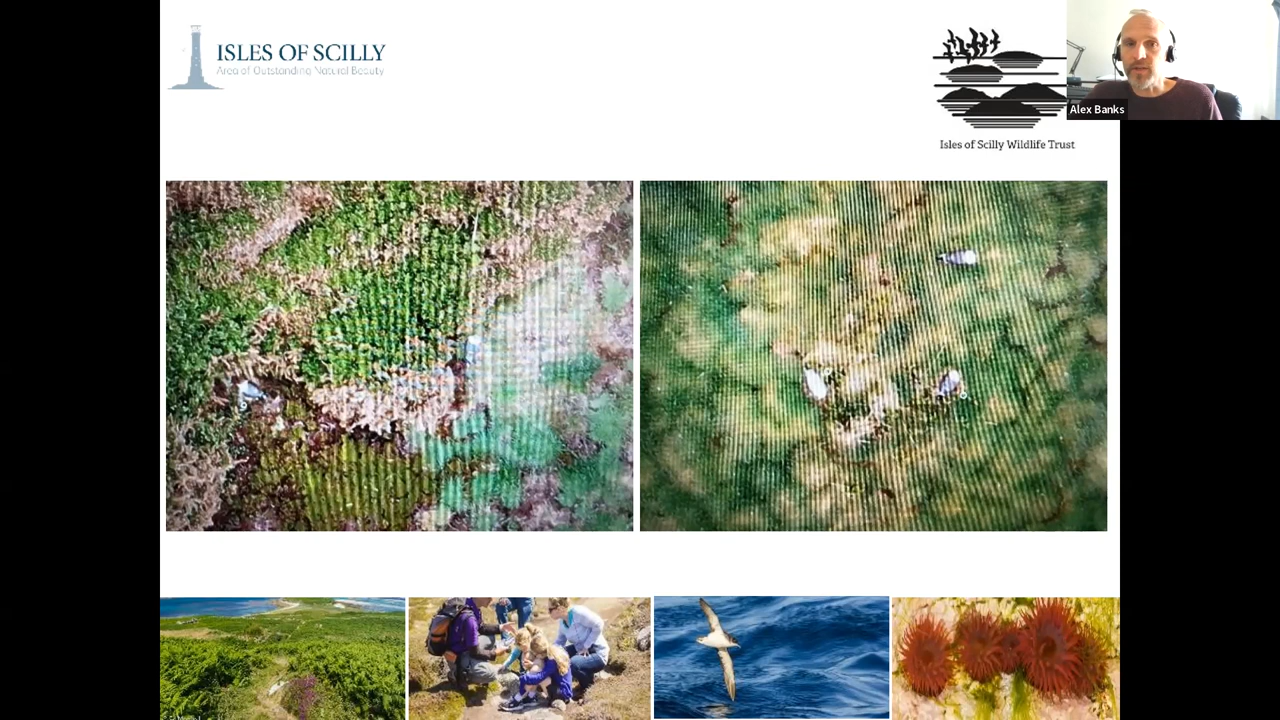 ISLES OF SCILLY
Area of Outstanding Natural Beauty
Isles of Scilly Wildlife Trust
Alex Banks